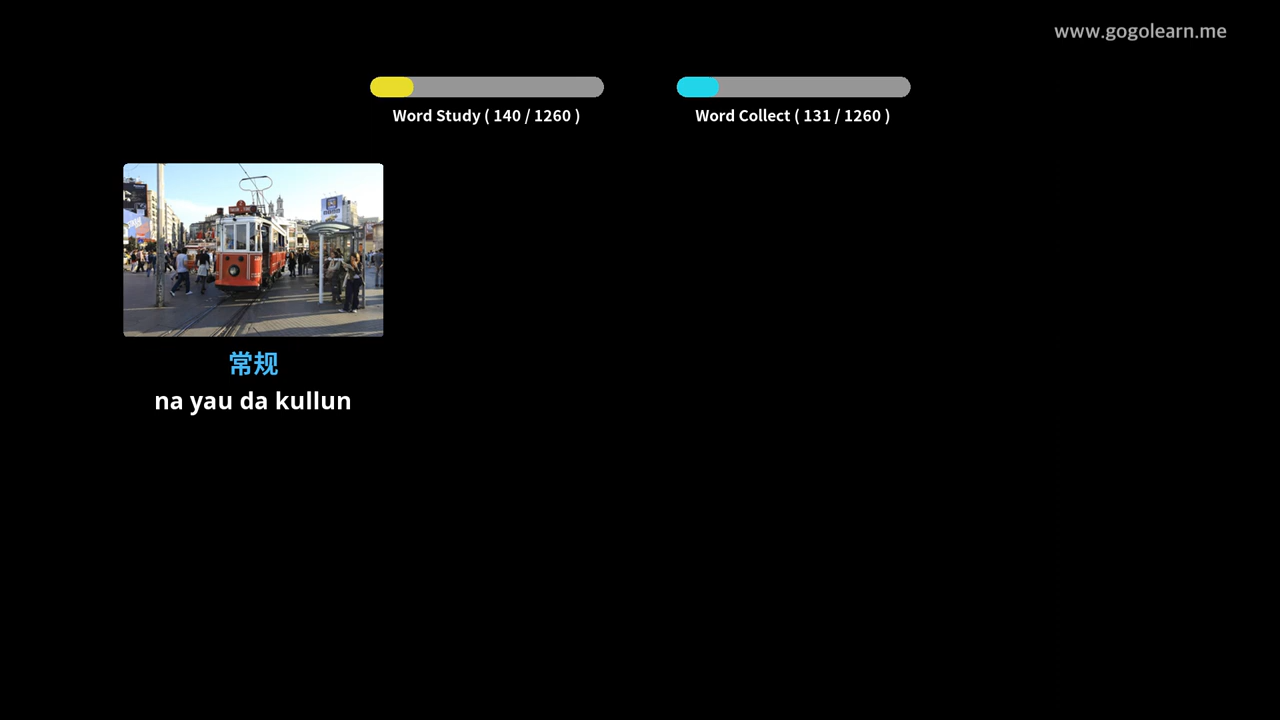 www.gogolearn.me
Word Study ( 140 / 1260 )
Word Collect ( 131 / 1260 )
常规
na yau da kullun